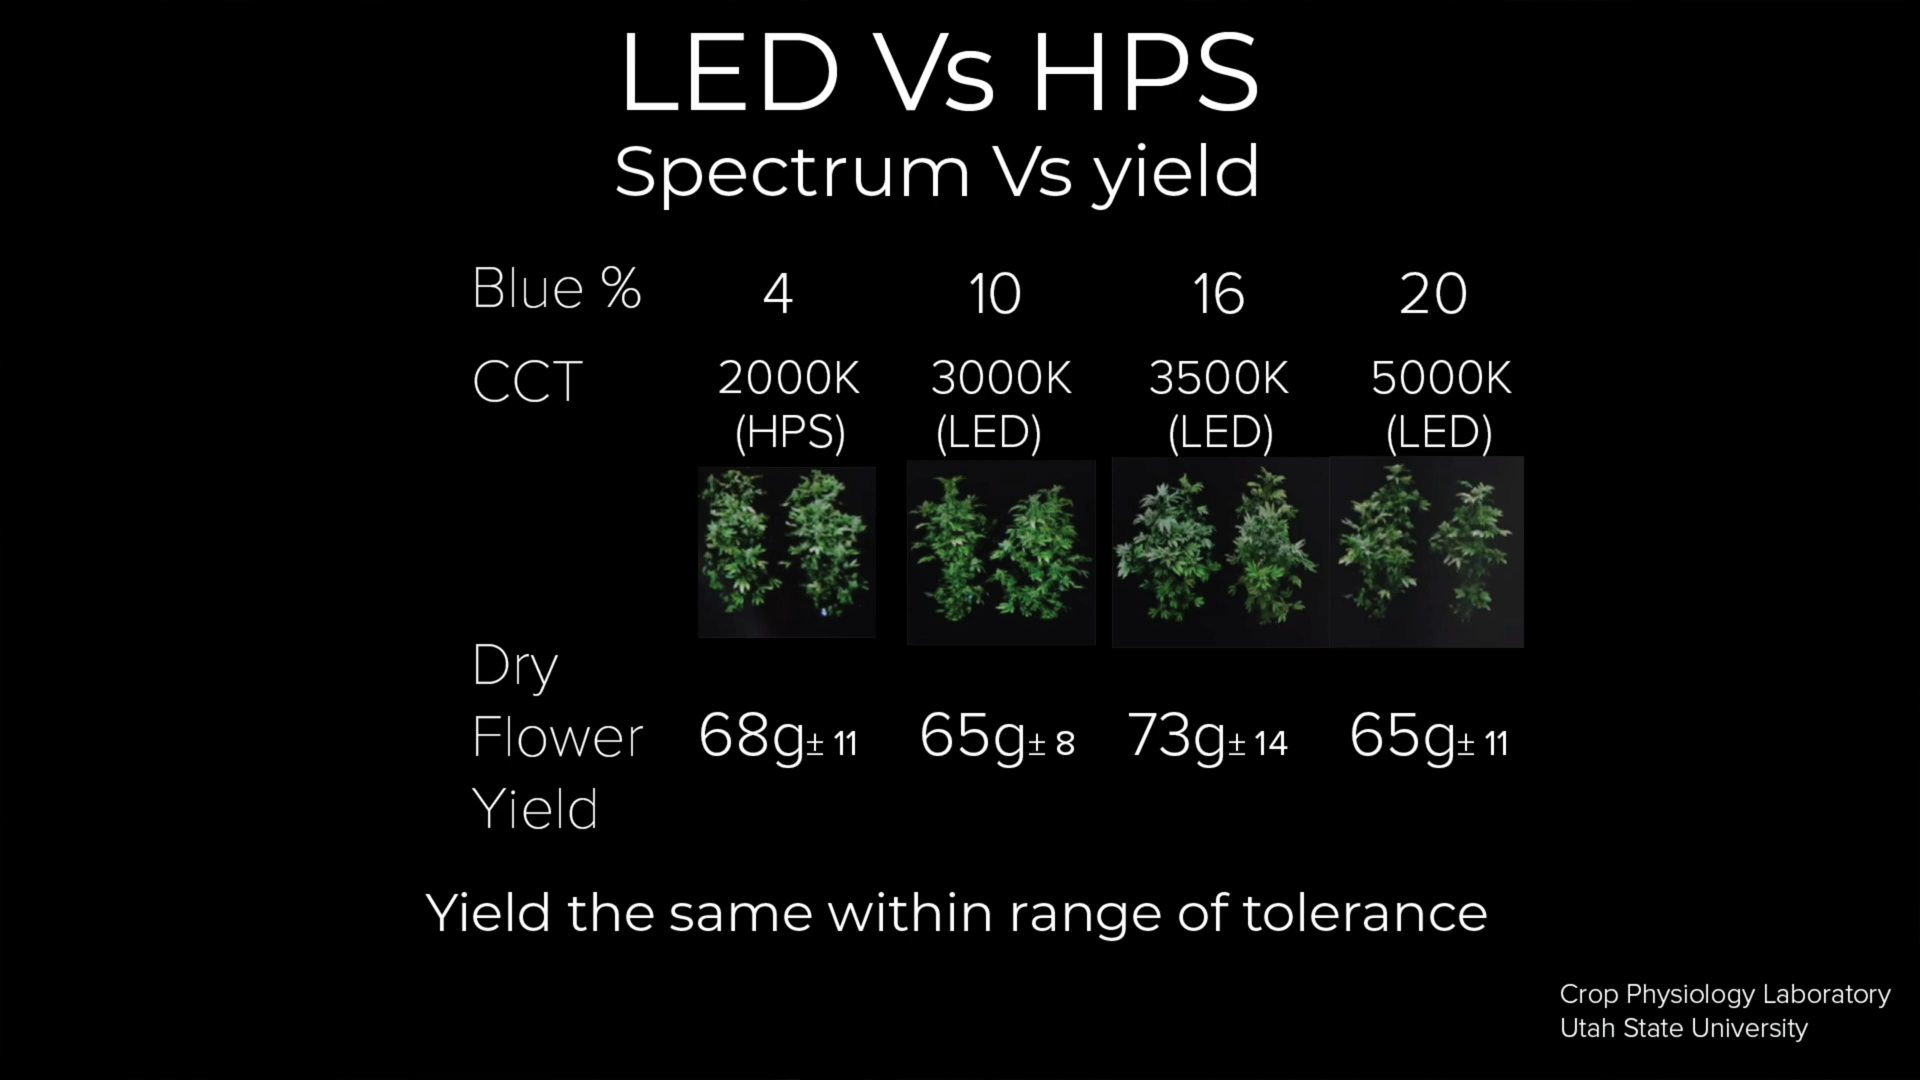 LED Vs HPS
Spectrum Vs yield
Blue % 4 10 16 20
CCT 2000K 3000K 3500K 5000K
(HPS) (LED) (LED) (LED)
Dry
Flower 68g± 11 65g± 8 73g± 14 65g± 11
Yield
Yield the same within range of tolerance
Crop Physiology Laboratory
Utah State University